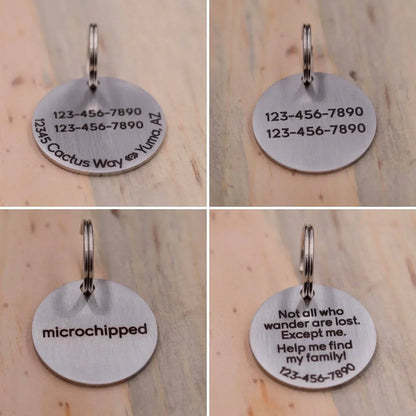 123-456-7890
123-456-7890
12345 Cactus Way Yuma, AZ
123-456-7890
123-456-7890
microchipped
Not all who
wander are lost.
Except me.
Help me find
my family!
123-456-7890